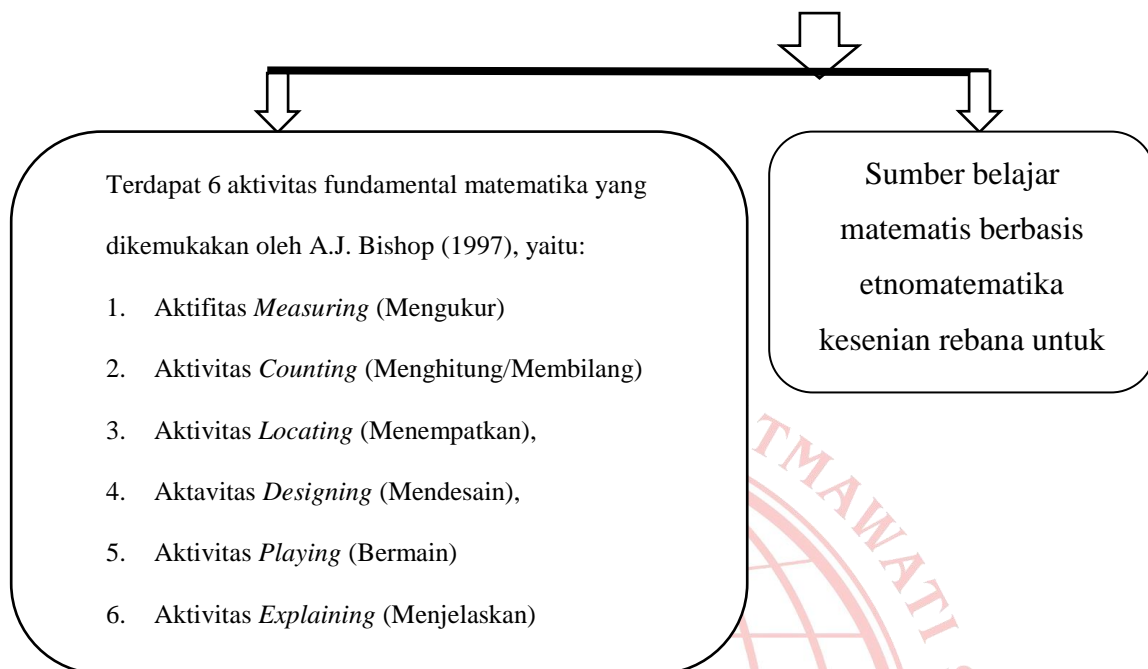 Terdapat 6 aktivitas fundamental matematika yang
dikemukakan oleh A.J. Bishop (1997), yaitu:
1. Aktifitas Measuring (Mengukur)
2. Aktivitas Counting (Menghitung/Membilang)
3. Aktivitas Locating (Menempatkan),
4. Aktavitas Designing (Mendesain),
5. Aktivitas Playing (Bermain)
6. Aktivitas Explaining (Menjelaskan)
Sumber belajar
matematis berbasis
etnomatematika
kesenian rebana untuk
TMAWATI